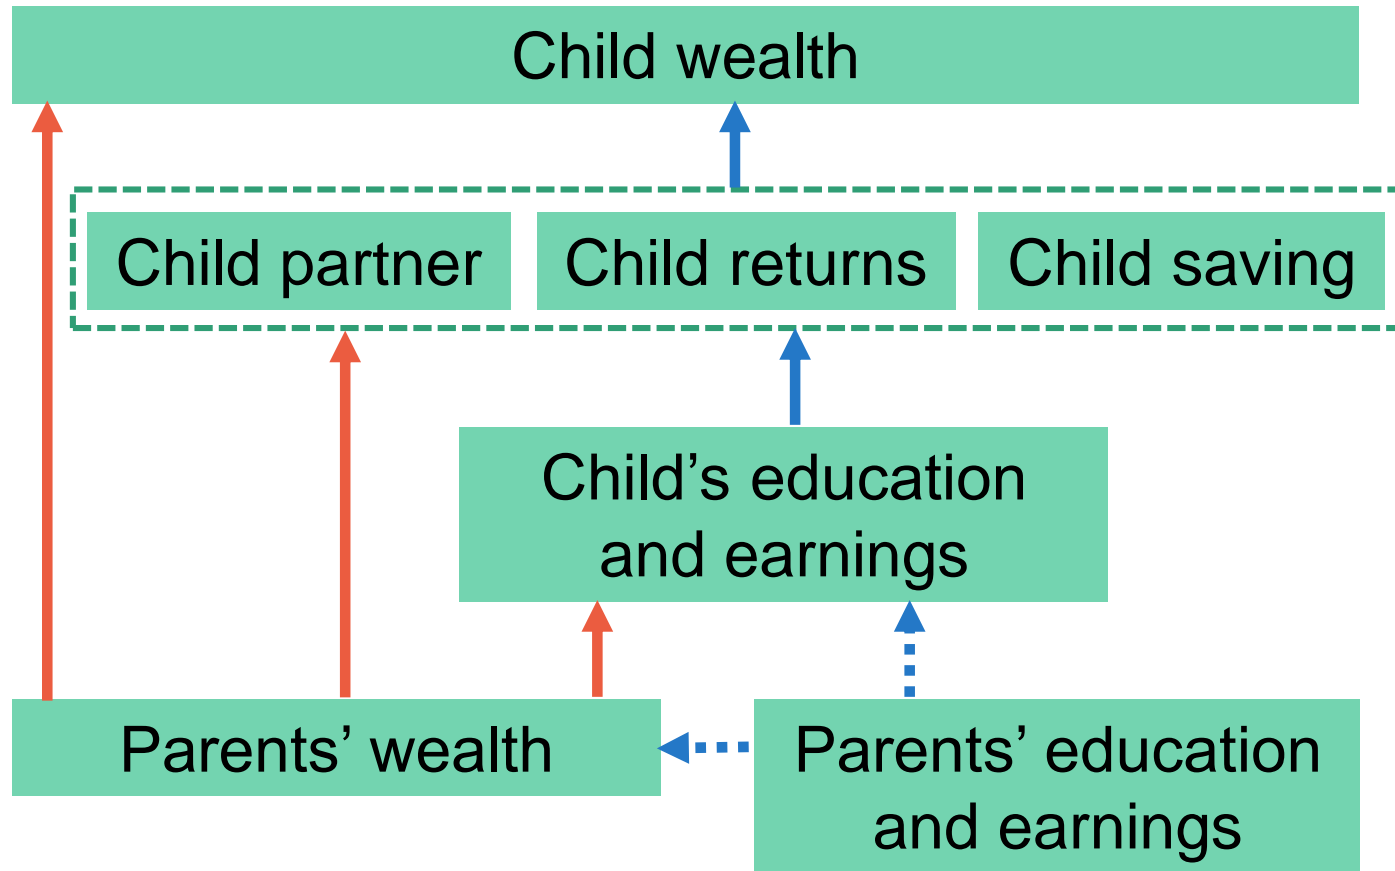 Child wealth
Child partner
Child returns
Child saving
Child’s education
and earnings
Parents’ wealth
Parents’ education
and earnings